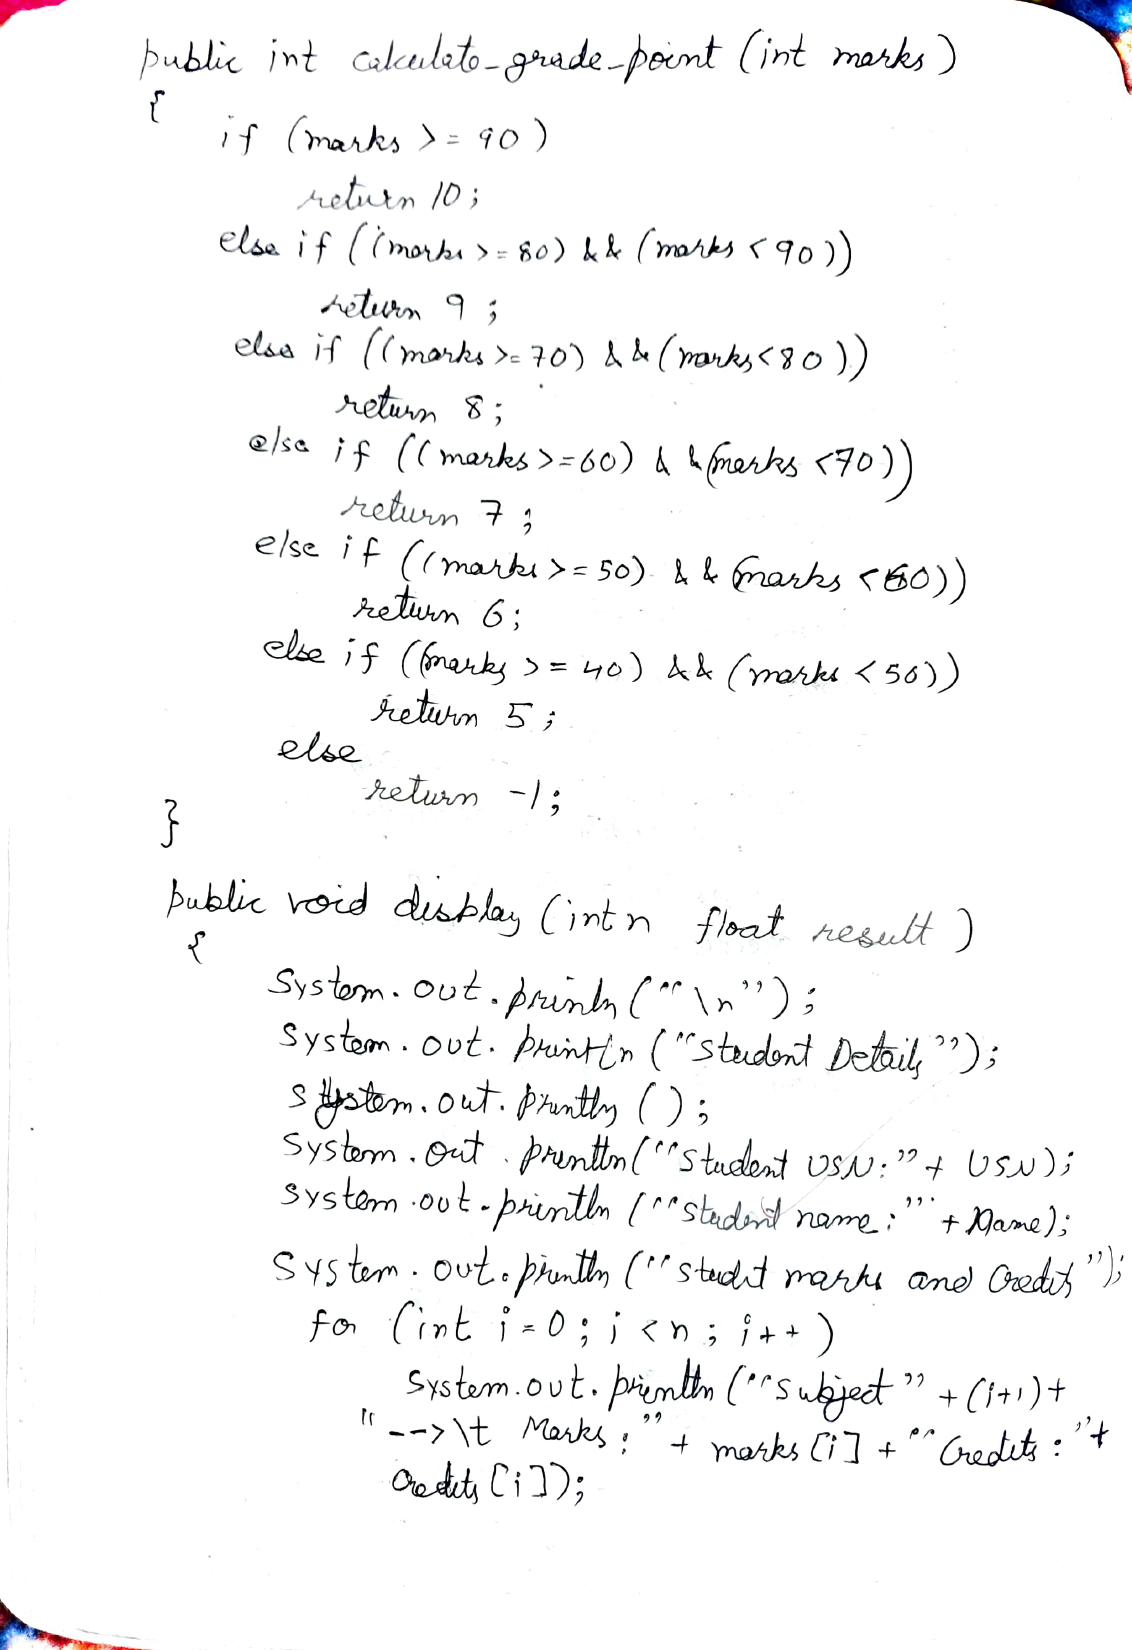 public int calculate_grade_point (int marks)
{
if (marks >= 90)
return 10;
else if ((marks >= 80) && (marks < 90))
return 9;
else if ((marks >= 70) && (marks < 80))
return 8;
else if ((marks >= 60) && (marks < 70))
return 7;
else if ((marks >= 50) && (marks < 60))
return 6;
else if ((marks >= 40) && (marks < 50))
return 5;
else
return -1;
}
public void display (int n float result)
{
System.out.println ("\n");
System.out.println ("Student Details");
System.out.println ();
System.out.println ("Student USN:" + USN);
System.out.println ("Student name:" + Name);
System.out.println ("Studet marks and Credits");
for (int i = 0; i < n; i++)
System.out.println ("Subject" + (i+1) +
"--> \t Marks:" + marks [i] + "Credits:" +
Credits [i]);